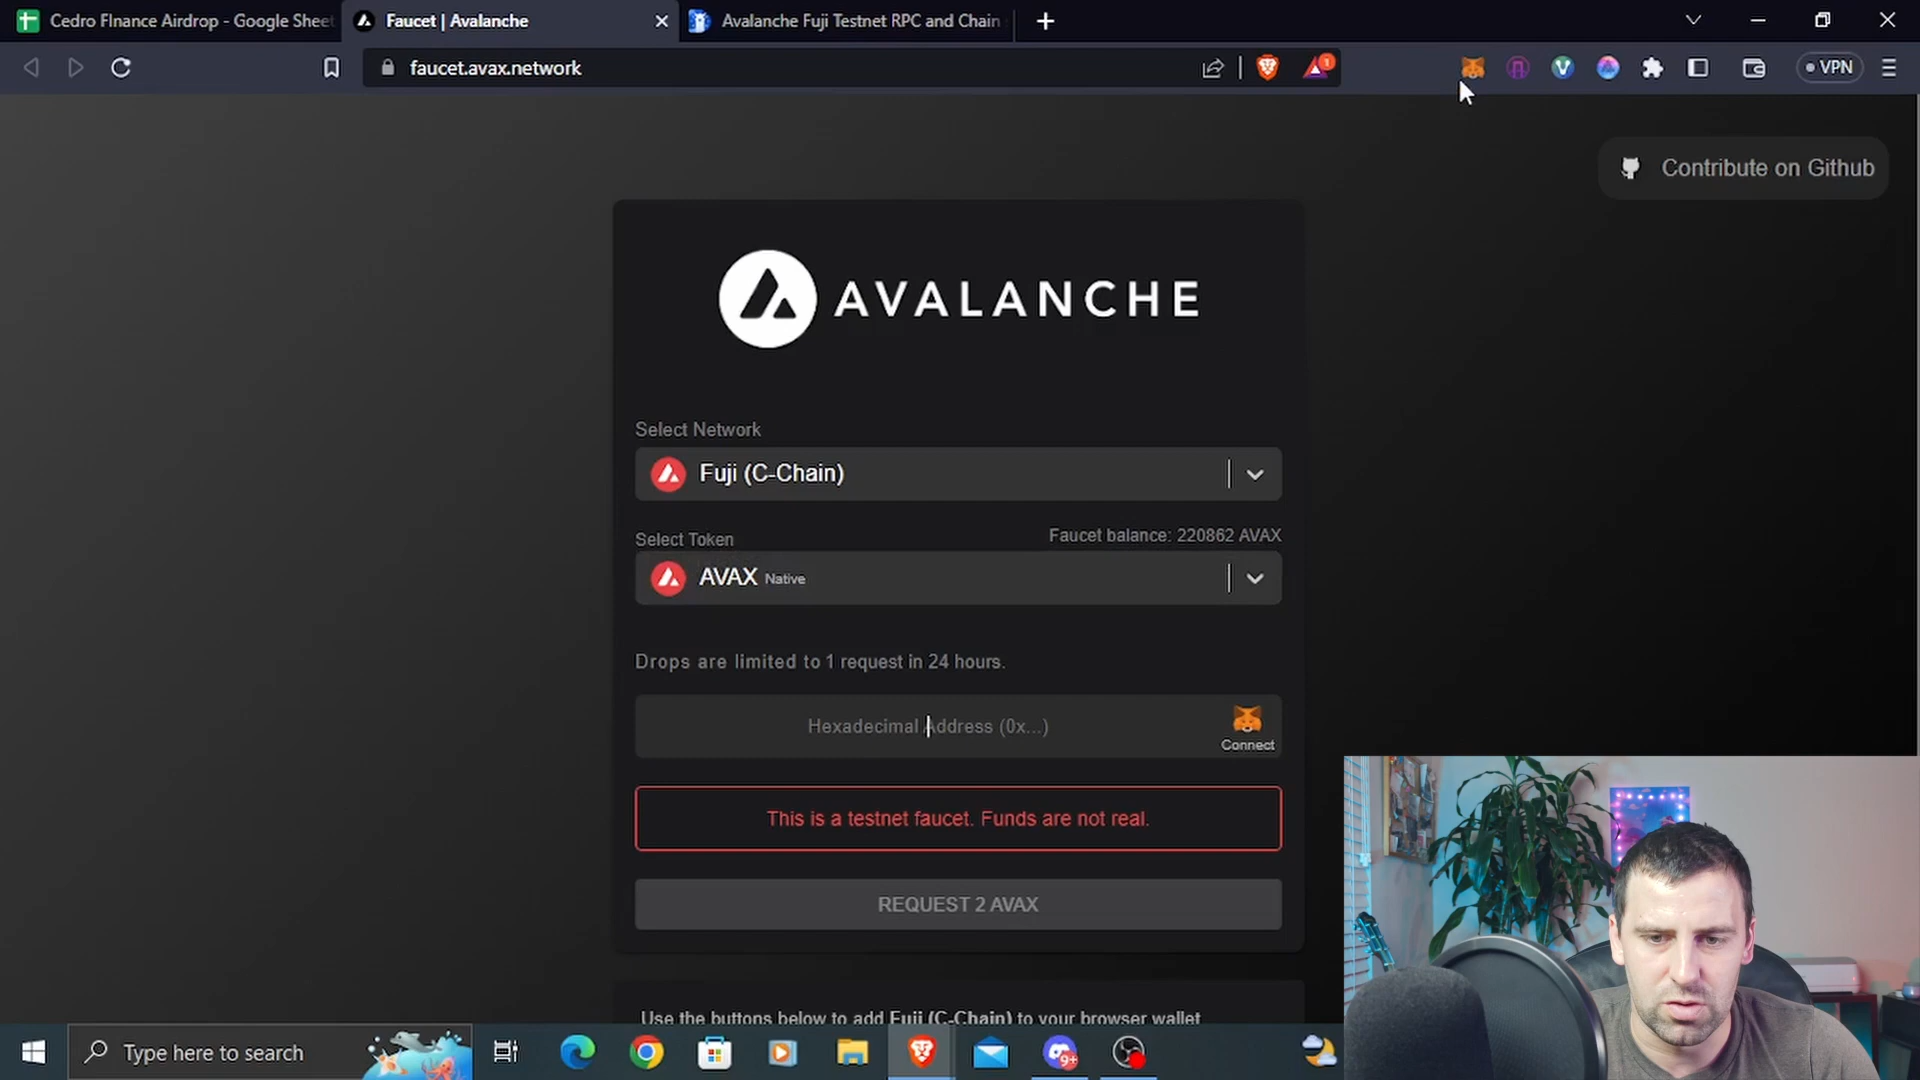 Cedro FInance Airdrop - Google Sheet
Faucet | Avalanche
Avalanche Fuji Testnet RPC and Chain
faucet.avax.network
1
VPN
Contribute on Github
AVALANCHE
Select Network
Fuji (C-Chain)
Select Token
Faucet balance: 220862 AVAX
AVAX Native
Drops are limited to 1 request in 24 hours.
Hexadecimal Address (0x...)
Connect
This is a testnet faucet. Funds are not real.
REQUEST 2 AVAX
Use the buttons below to add Fuji (C-Chain) to your browser wallet
Type here to search
9+